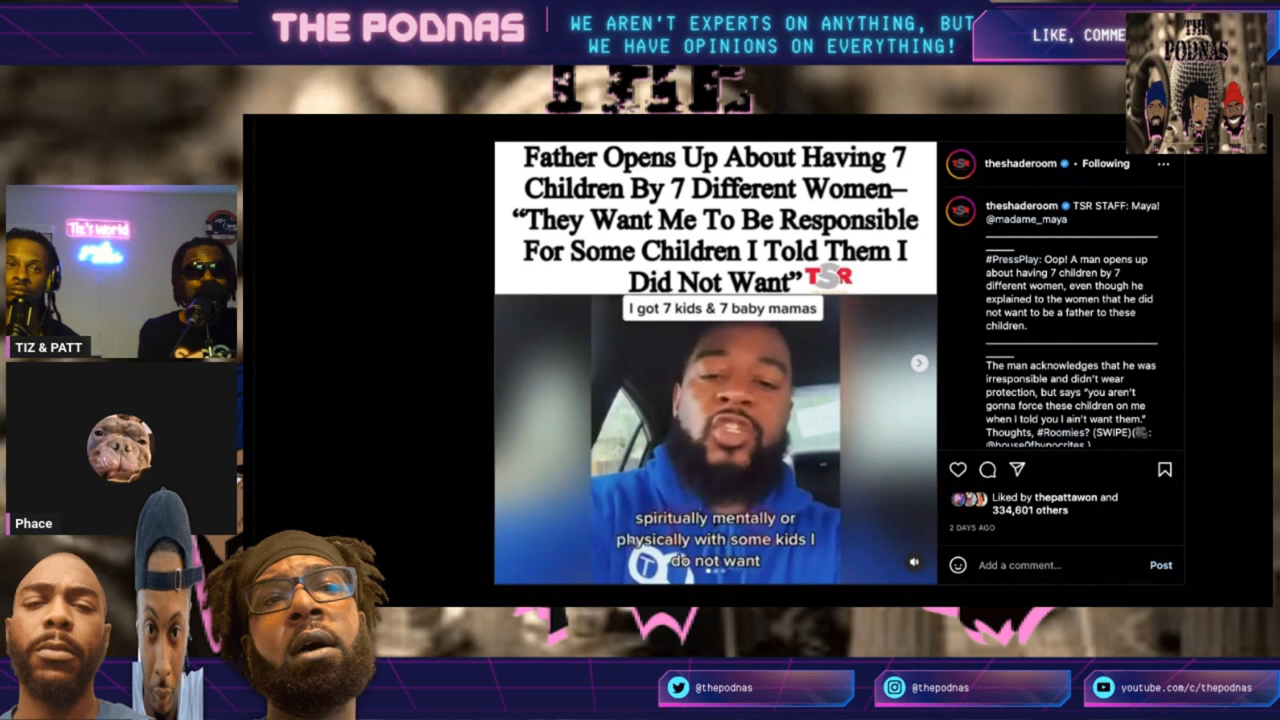 THE PODNAS
WE AREN'T EXPERTS ON ANYTHING, BUT
WE HAVE OPINIONS ON EVERYTHING!
LIKE, COMME
THE
PODNAS
THE
Father Opens Up About Having 7
Children By 7 Different Women–
“They Want Me To Be Responsible
For Some Children I Told Them I
Did Not Want” TSR
I got 7 kids & 7 baby mamas
spiritually mentally or
physically with some kids I
do not want
theshaderoom • Following
theshaderoom TSR STAFF: Maya!
@madame_maya
#PressPlay: Oop! A man opens up
about having 7 children by 7
different women, even though he
explained to the women that he did
not want to be a father to these
children.
The man acknowledges that he was
irresponsible and didn't wear
protection, but says "you aren't
gonna force these children on me
when I told you I ain't want them."
Thoughts, #Roomies? (SWIPE)( :
@house0fhypocrites )
Liked by thepattawon and
334,601 others
2 DAYS AGO
Add a comment... Post
Tiz's World
TIZ & PATT
Phace
@thepodnas
@thepodnas
youtube.com/c/thepodnas